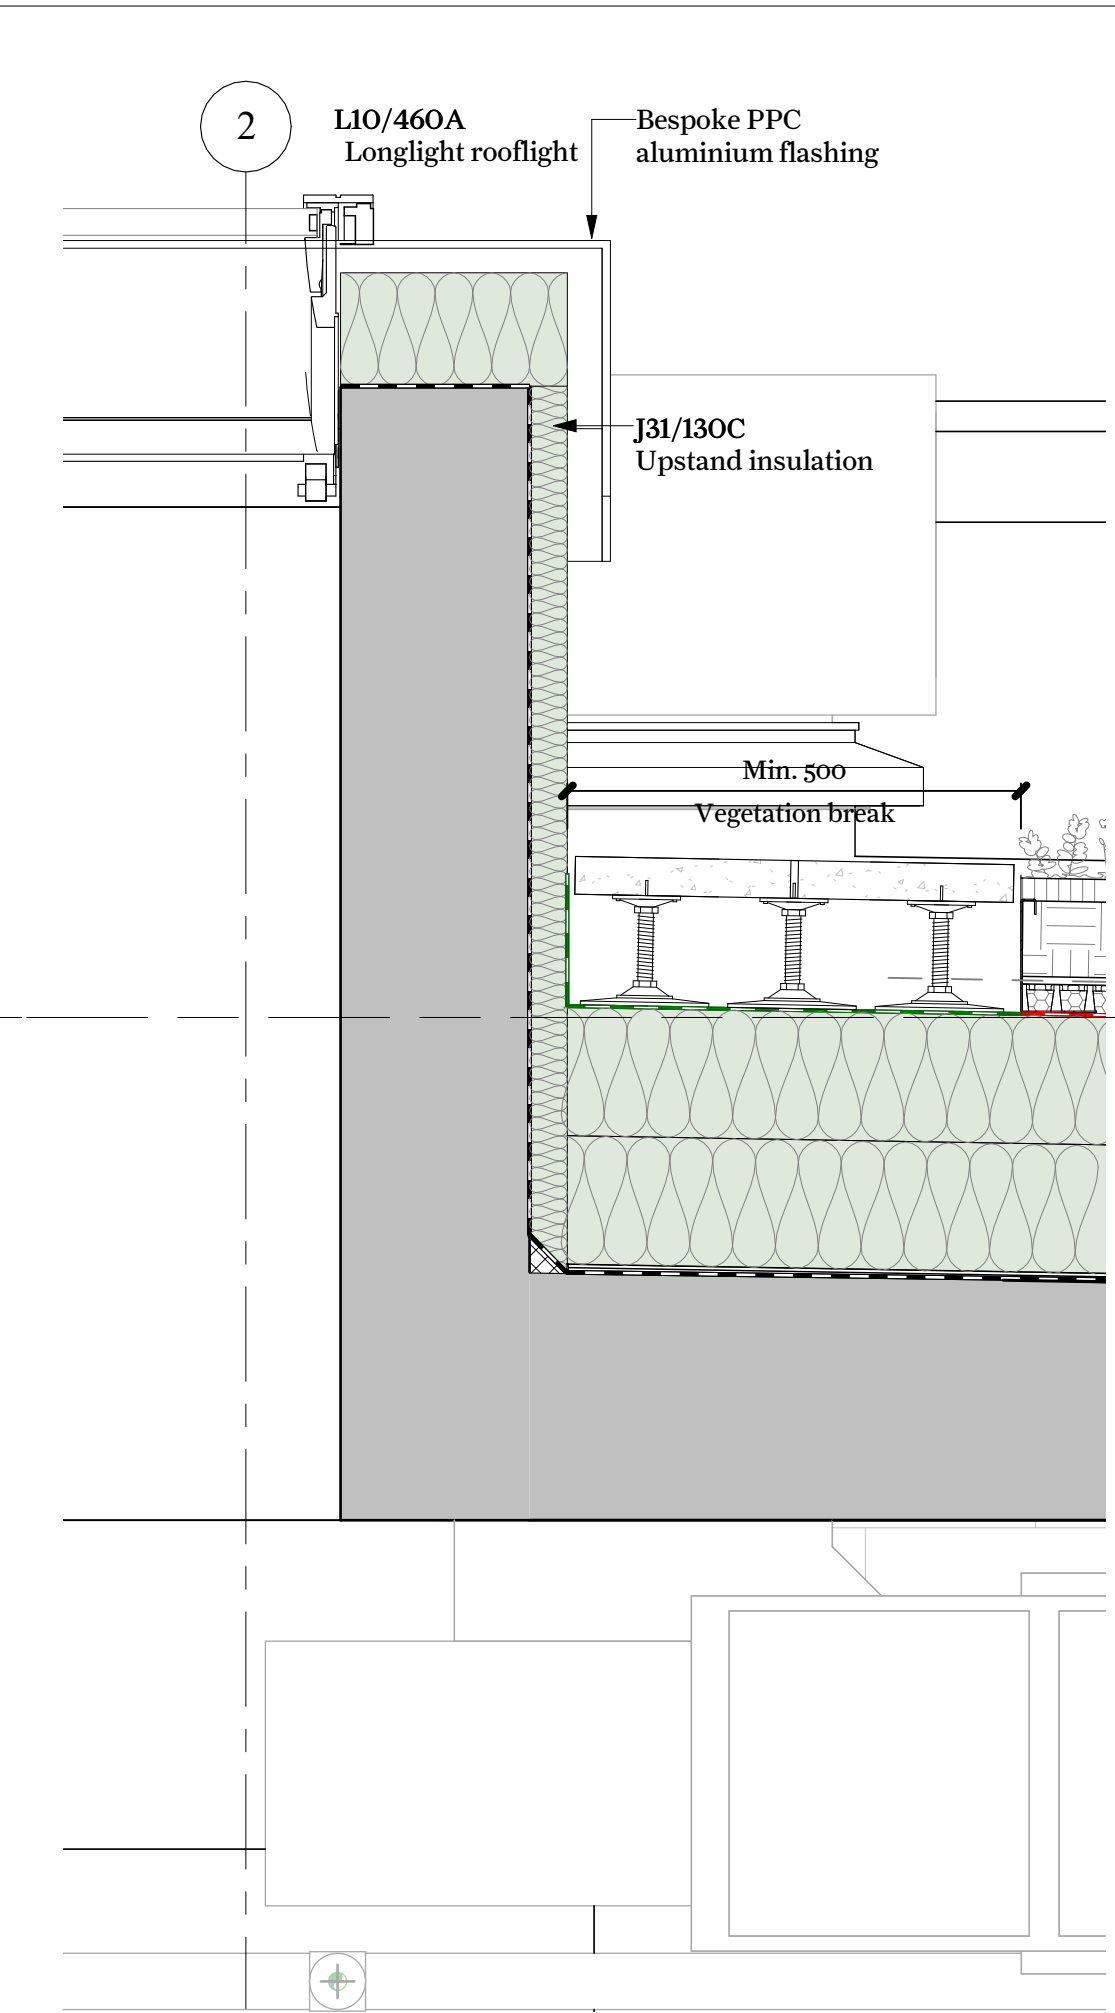 2
L10/460A
Longlight rooflight
Bespoke PPC
aluminium flashing
J31/130C
Upstand insulation
Min. 500
Vegetation break